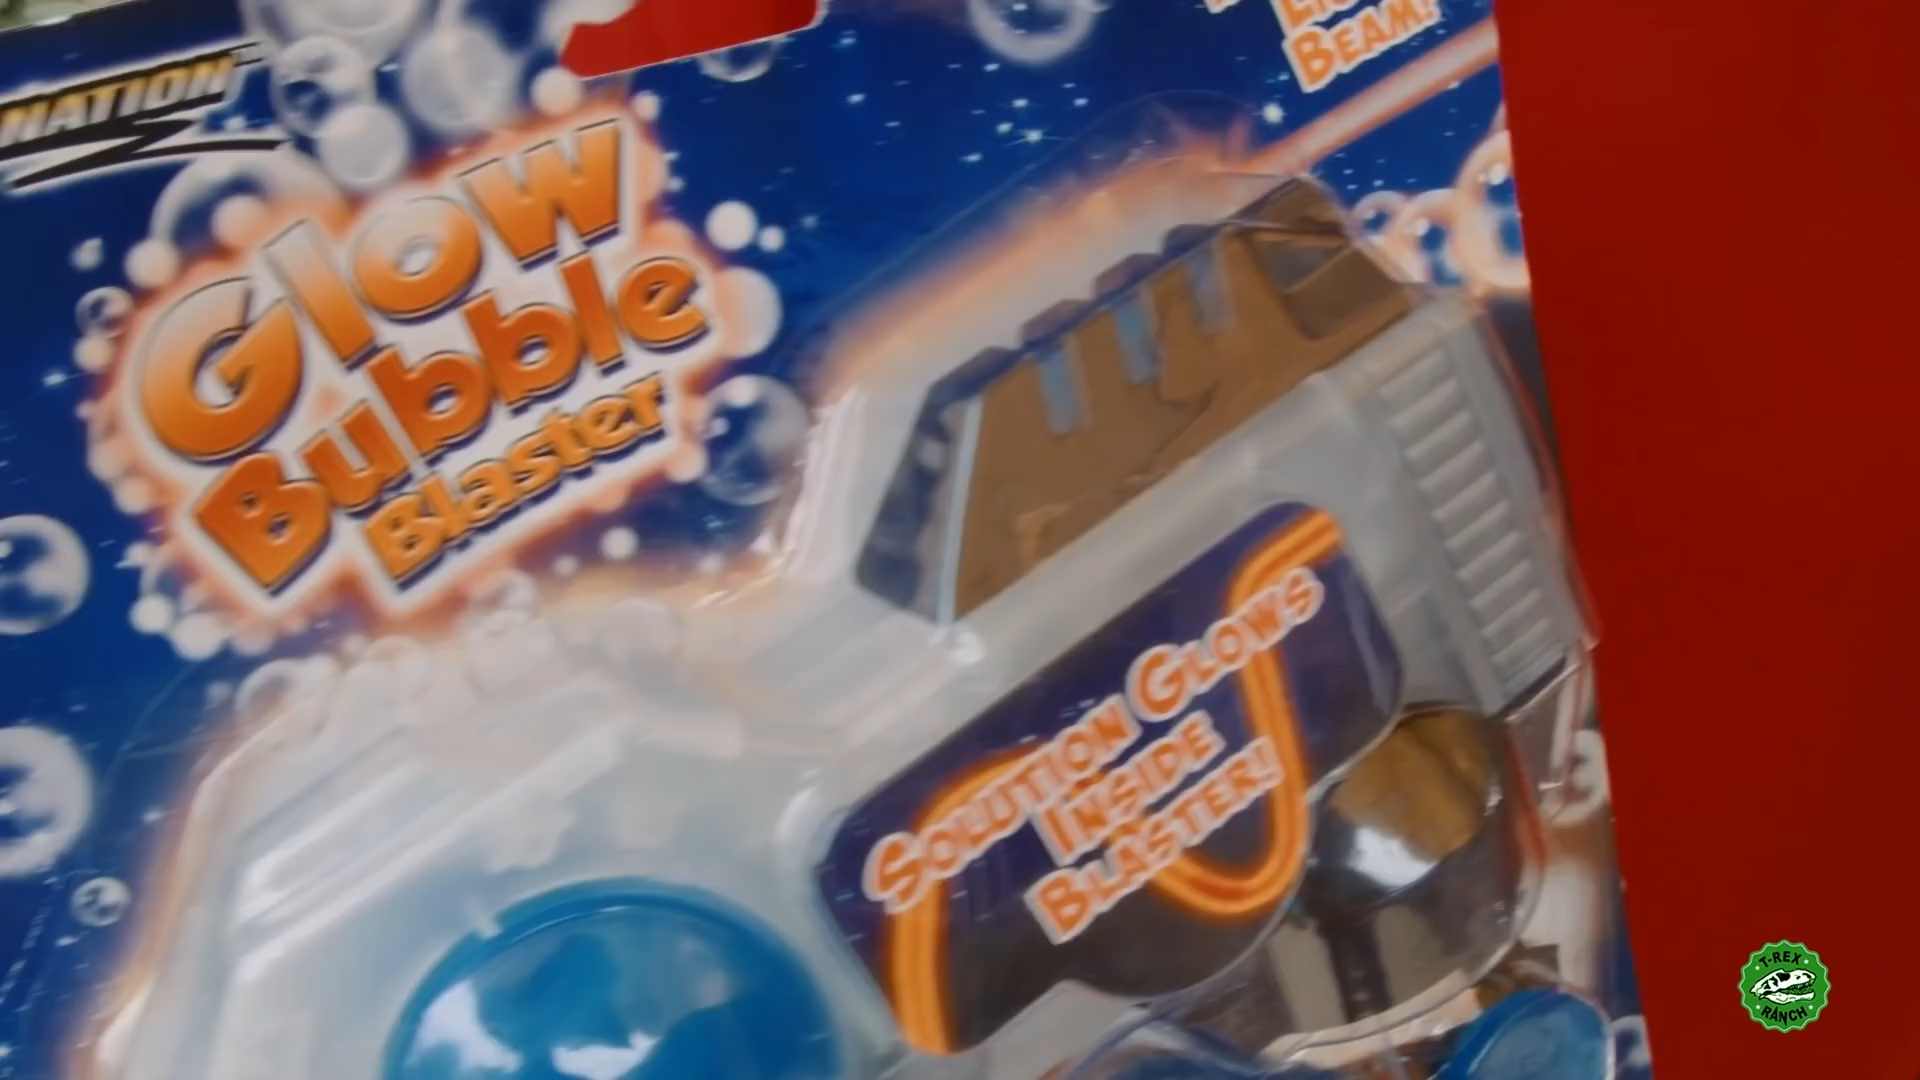 NATION
BEAM!
Glow
Bubble
Blaster
SOLUTION GLOWS
INSIDE
BLASTER!
T-REX
RANCH